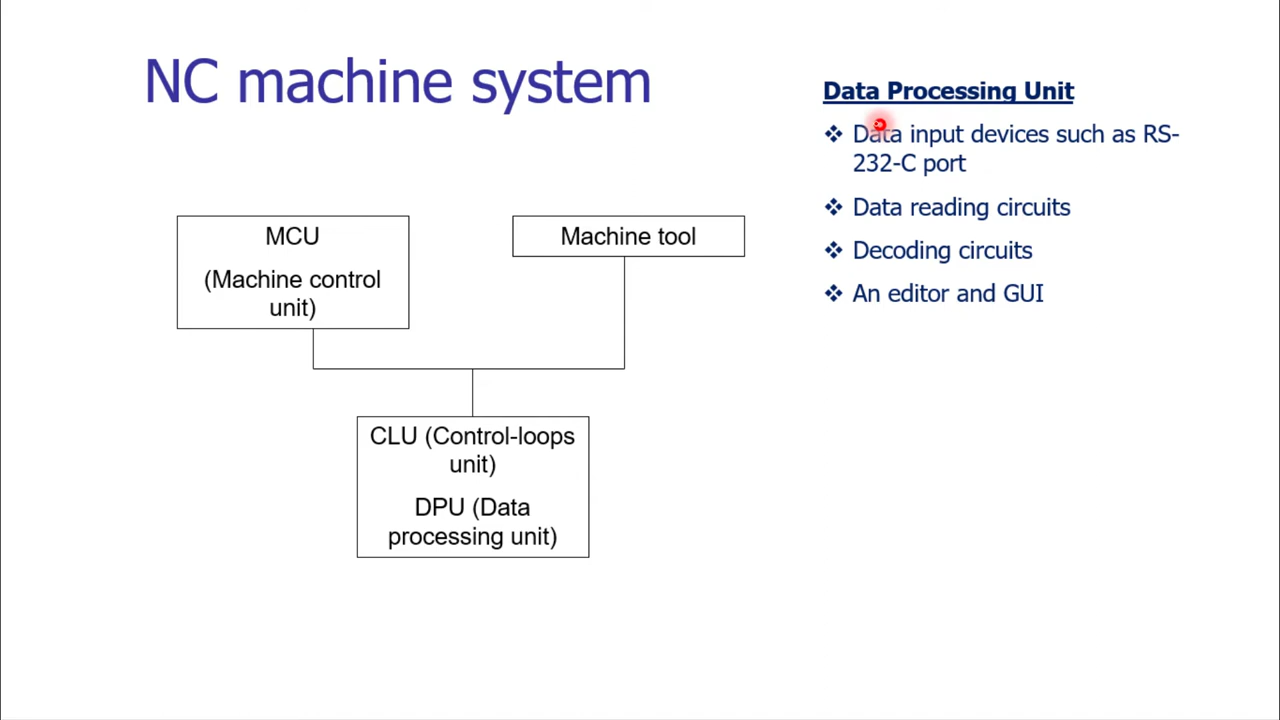 NC machine system
Data Processing Unit
❖ Data input devices such as RS-
232-C port
❖ Data reading circuits
❖ Decoding circuits
❖ An editor and GUI
MCU
(Machine control
unit)
Machine tool
CLU (Control-loops
unit)
DPU (Data
processing unit)